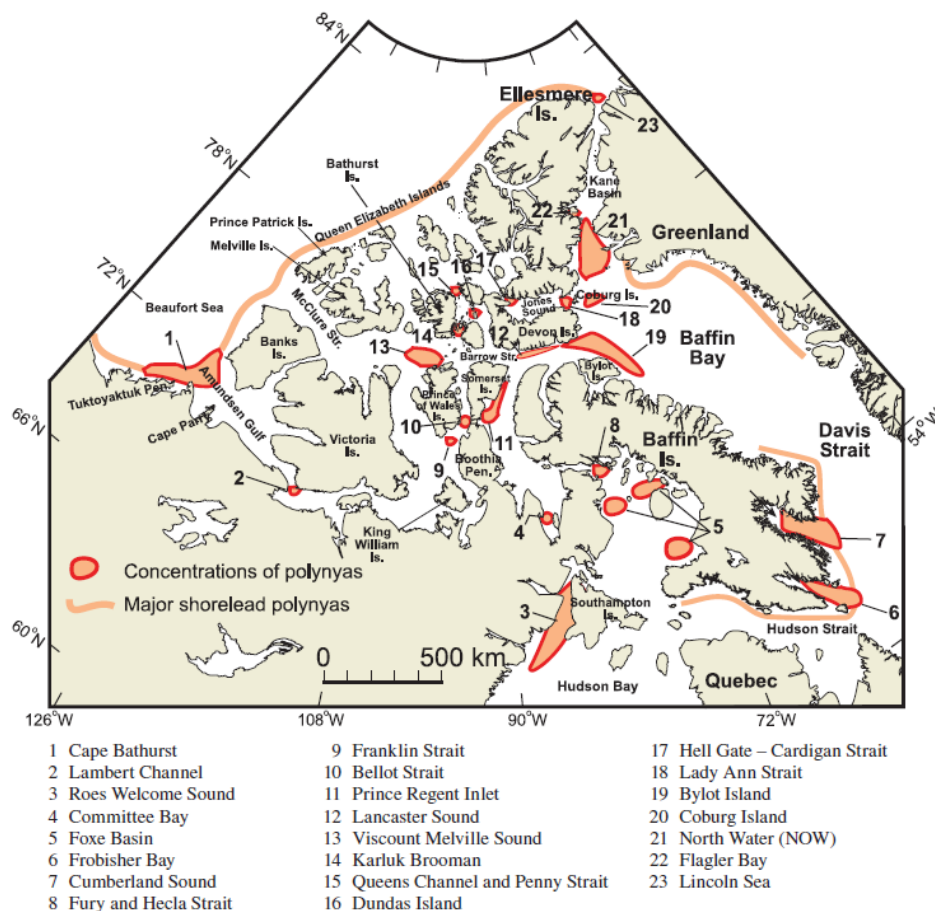 84°N
Ellesmere
Is.
23
78°N
Bathurst
Is.
Kane
Basin
Queen Elizabeth Islands
22
21
Prince Patrick Is.
Greenland
Melville Is.
17
16
15
72°N
McClure Str.
Jones
Sound
Coburg Is.
20
Beaufort Sea
18
1
14
12
Devon Is.
19
13
Banks
Is.
Barrow Str.
Baffin
Bay
Bylot
Is.
Somerset
Is.
Tuktoyaktuk Pen.
Amundsen Gulf
Prince
of Wales
Is.
66°N
Cape Parry
10
11
54°W
Davis
Strait
Victoria
Is.
9
Boothia
Pen.
8
Baffin
Is.
2
4
5
King
William
Is.
7
Concentrations of polynyas
Major shorelead polynyas
3
Southampton
Is.
6
60°N
Hudson Strait
0 500 km
Hudson Bay
Quebec
126°W 108°W 90°W 72°W
1 Cape Bathurst
2 Lambert Channel
3 Roes Welcome Sound
4 Committee Bay
5 Foxe Basin
6 Frobisher Bay
7 Cumberland Sound
8 Fury and Hecla Strait
9 Franklin Strait
10 Bellot Strait
11 Prince Regent Inlet
12 Lancaster Sound
13 Viscount Melville Sound
14 Karluk Brooman
15 Queens Channel and Penny Strait
16 Dundas Island
17 Hell Gate – Cardigan Strait
18 Lady Ann Strait
19 Bylot Island
20 Coburg Island
21 North Water (NOW)
22 Flagler Bay
23 Lincoln Sea